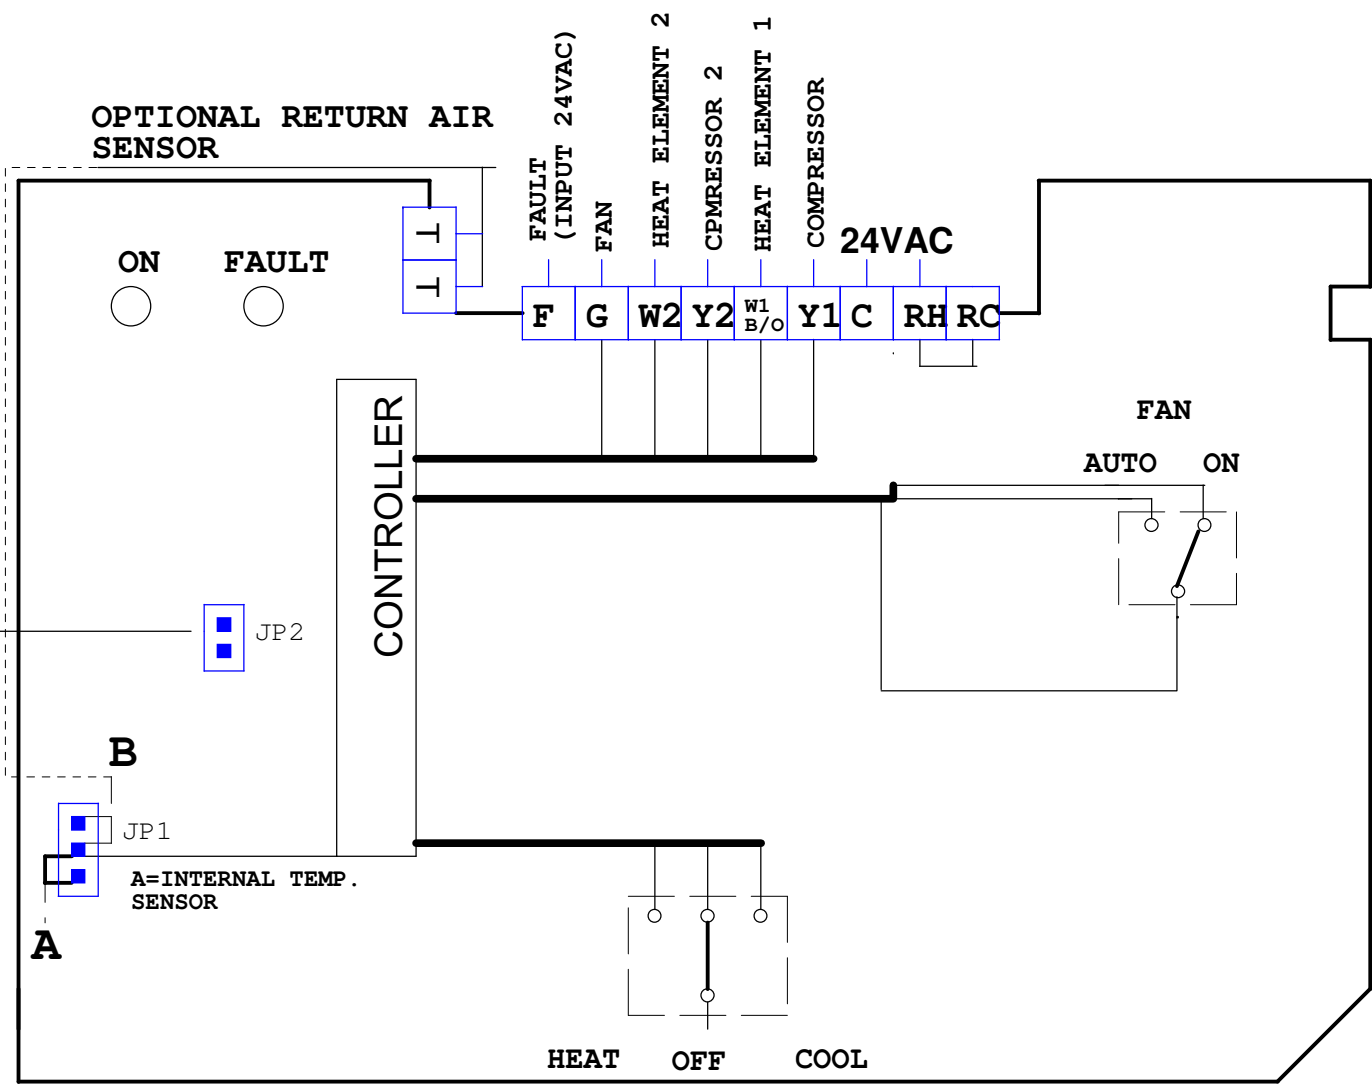 OPTIONAL RETURN AIR
SENSOR
FAULT
(INPUT 24VAC)
FAN
HEAT ELEMENT 2
CPMRESSOR 2
HEAT ELEMENT 1
COMPRESSOR
24VAC
ON FAULT
T
T
F G W2 Y2 W1 B/O Y1 C RH RC
CONTROLLER
FAN
AUTO ON
JP2
B
JP1
A=INTERNAL TEMP.
SENSOR
A
HEAT OFF COOL